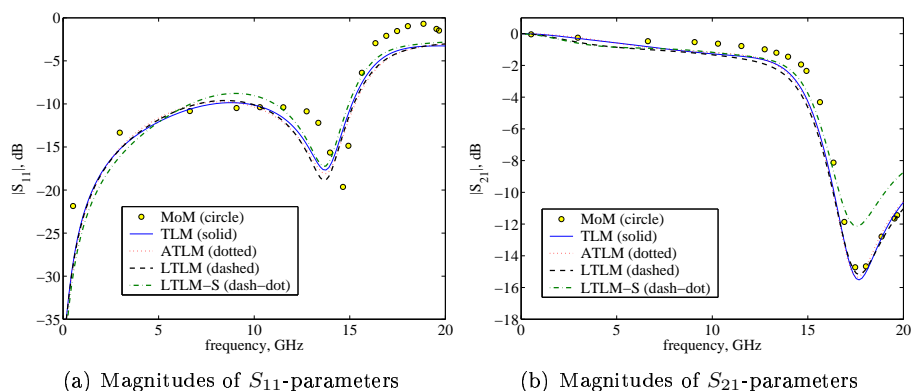 0
−5
−10
−15
−20
−25
−30
−35
0 5 10 15 20
|S11|, dB
frequency, GHz
MoM (circle)
TLM (solid)
ATLM (dotted)
LTLM (dashed)
LTLM−S (dash−dot)
(a) Magnitudes of S11-parameters
0
−2
−4
−6
−8
−10
−12
−14
−16
−18
0 5 10 15 20
|S21|, dB
frequency, GHz
MoM (circle)
TLM (solid)
ATLM (dotted)
LTLM (dashed)
LTLM−S (dash−dot)
(b) Magnitudes of S21-parameters